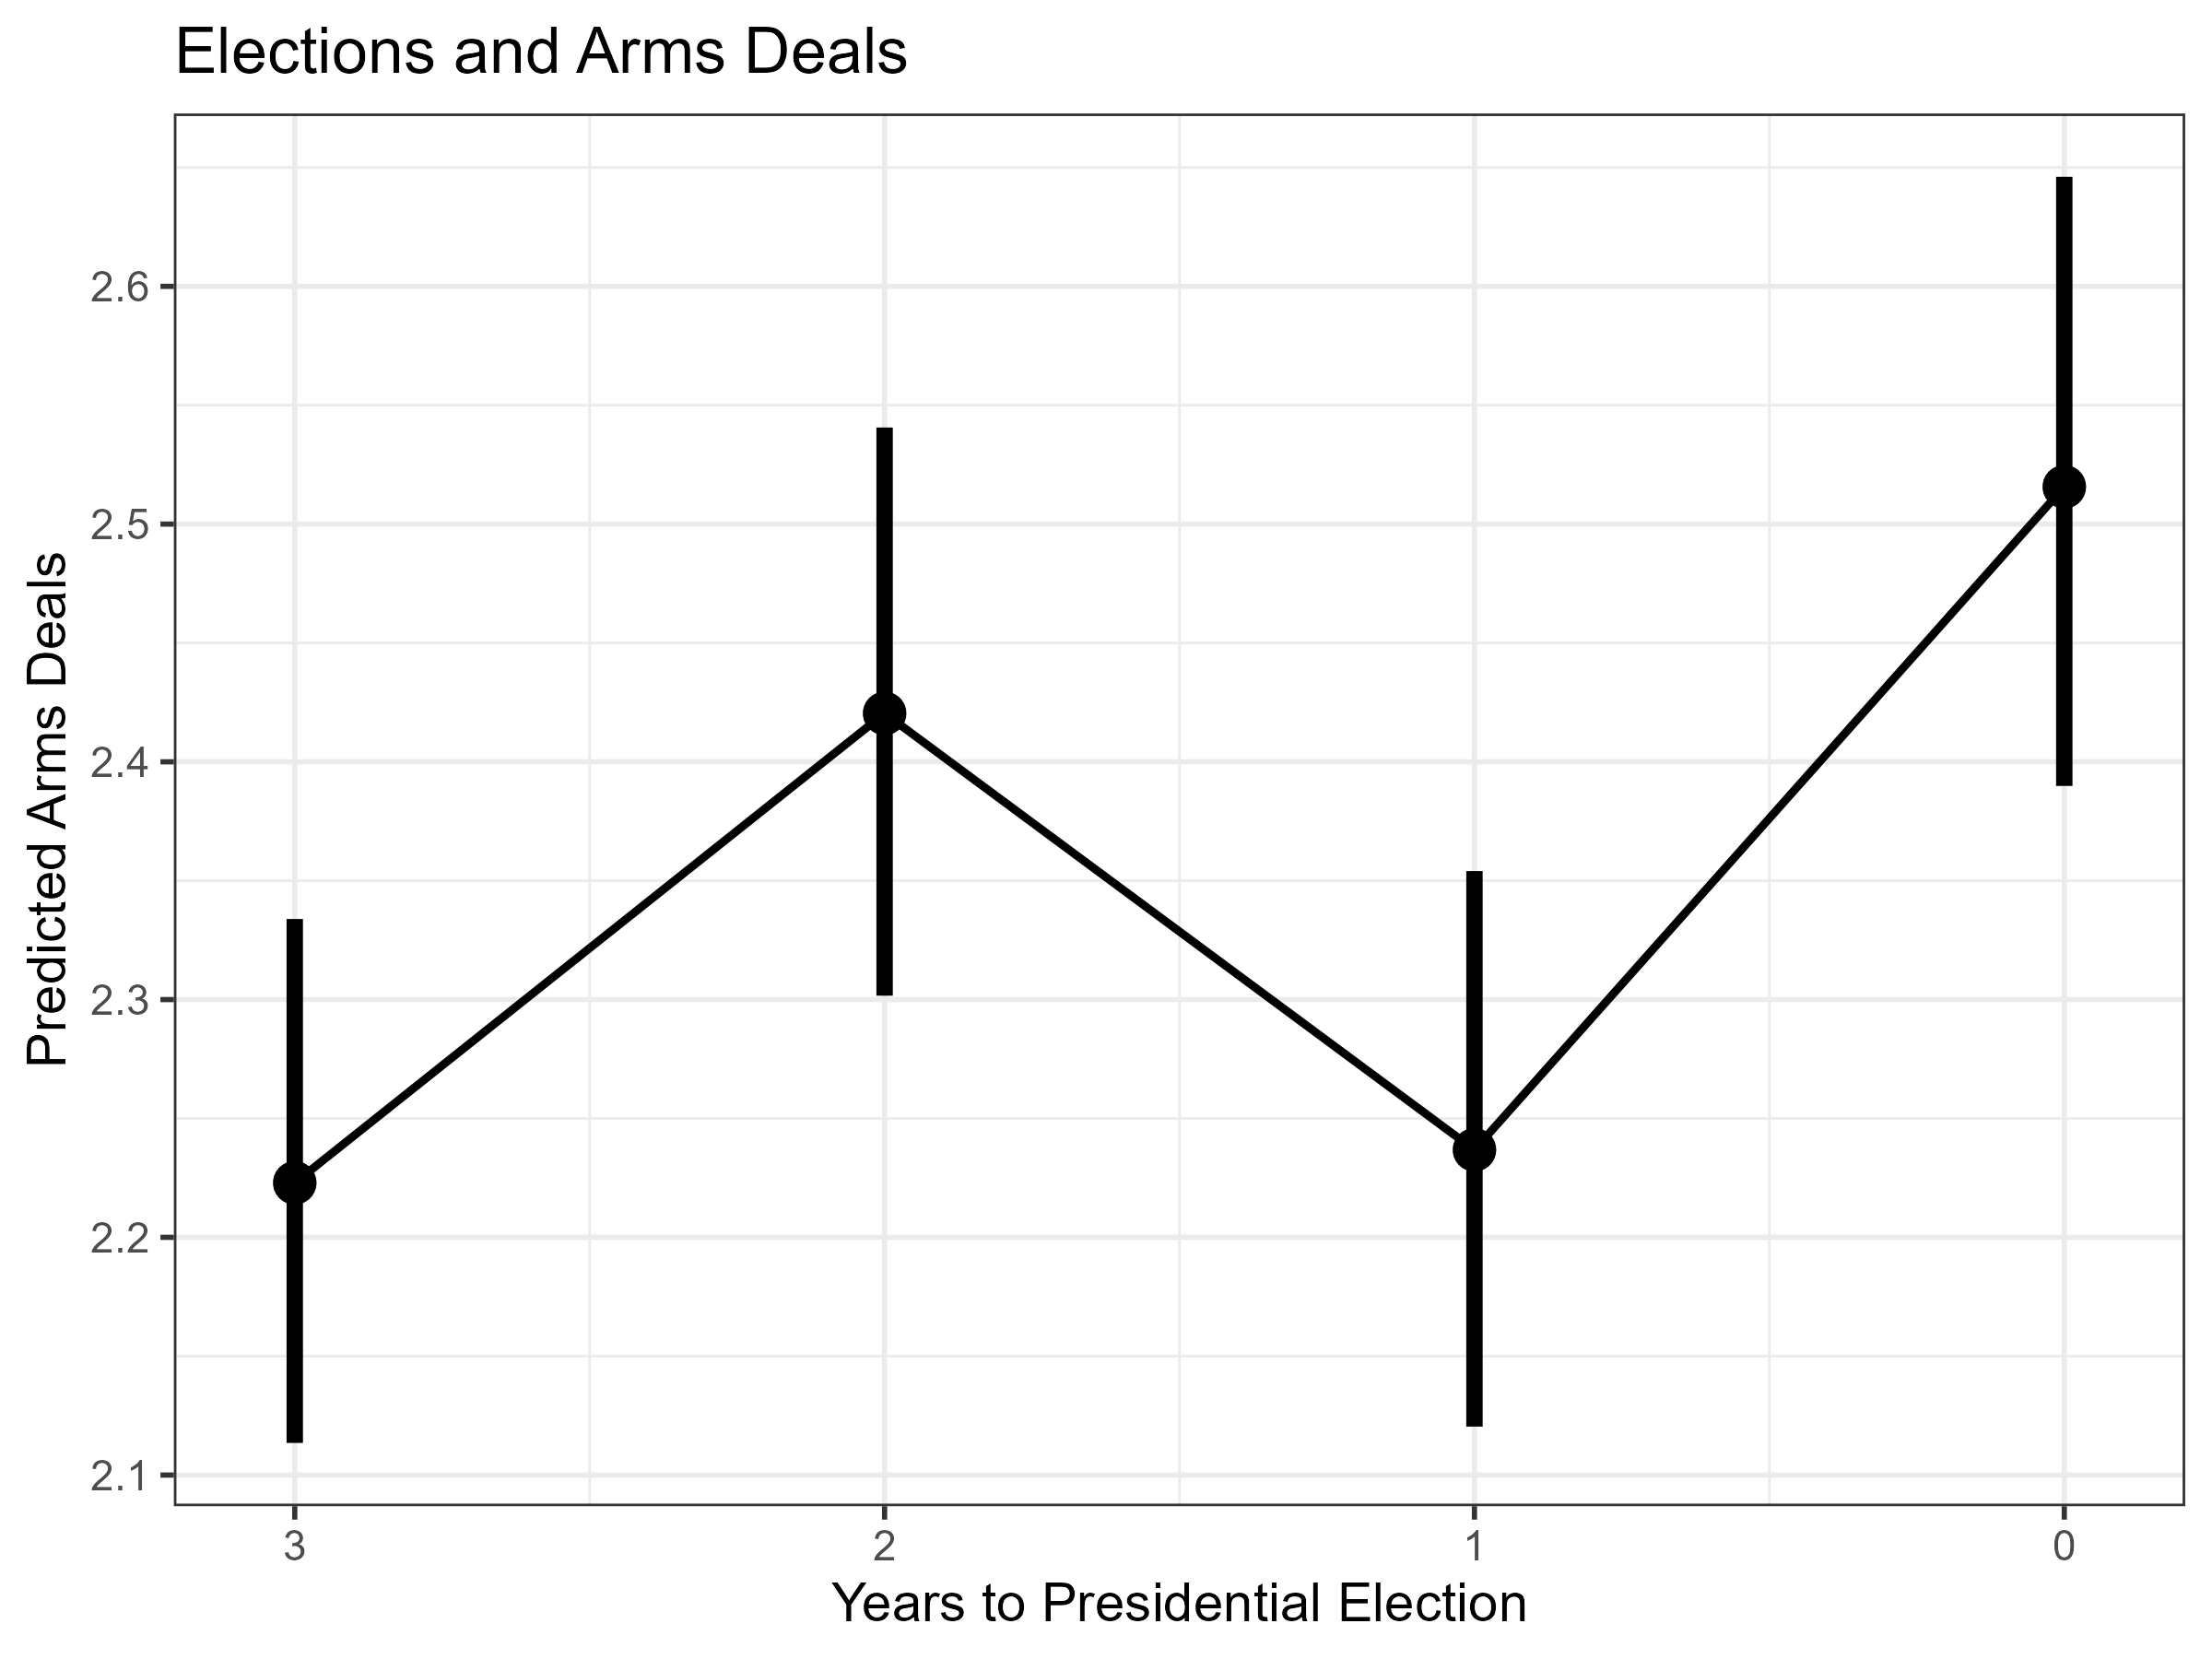 Elections and Arms Deals
Predicted Arms Deals
2.6
2.5
2.4
2.3
2.2
2.1
3 2 1 0
Years to Presidential Election